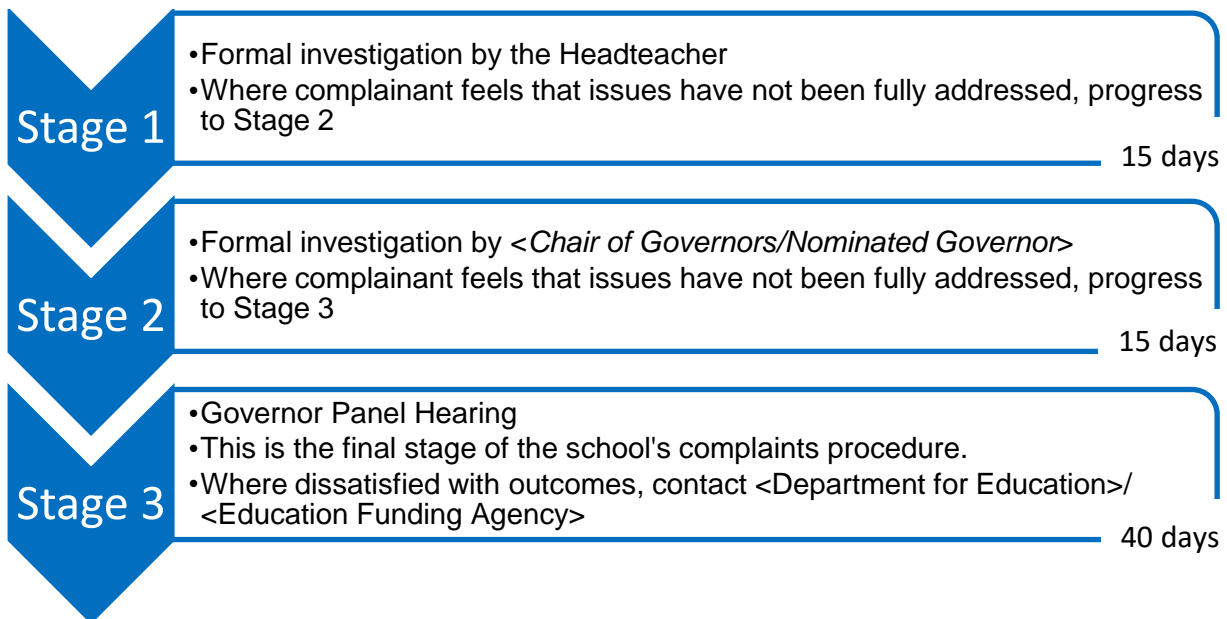 Stage 1
•Formal investigation by the Headteacher
•Where complainant feels that issues have not been fully addressed, progress
to Stage 2
15 days
Stage 2
•Formal investigation by <Chair of Governors/Nominated Governor>
•Where complainant feels that issues have not been fully addressed, progress
to Stage 3
15 days
Stage 3
•Governor Panel Hearing
•This is the final stage of the school's complaints procedure.
•Where dissatisfied with outcomes, contact <Department for Education>/
<Education Funding Agency>
40 days